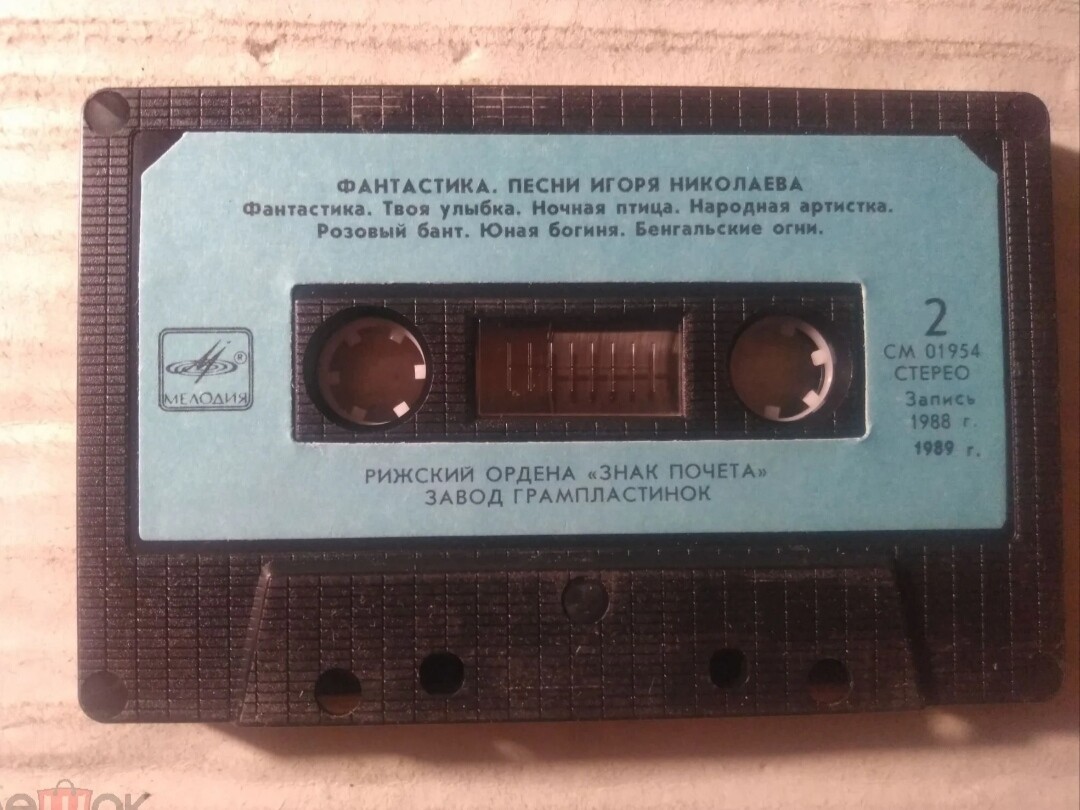 ФАНТАСТИКА. ПЕСНИ ИГОРЯ НИКОЛАЕВА
Фантастика. Твоя улыбка. Ночная птица. Народная артистка.
Розовый бант. Юная богиня. Бенгальские огни.
®
МЕЛОДИЯ
2
СМ 01954
СТЕРЕО
Запись
1988 г.
1989 г.
РИЖСКИЙ ОРДЕНА «ЗНАК ПОЧЕТА»
ЗАВОД ГРАМПЛАСТИНОК